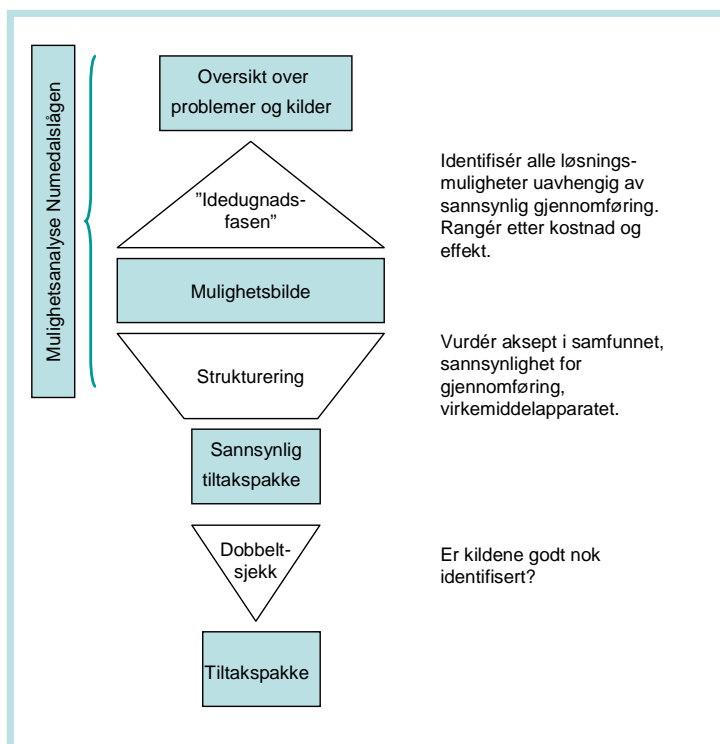 Mulighetsanalyse Numedalslågen
Oversikt over
problemer og kilder
"Idedugnads-
fasen"
Identifisér alle løsnings-
muligheter uavhengig av
sannsynlig gjennomføring.
Rangér etter kostnad og
effekt.
Mulighetsbilde
Strukturering
Vurdér aksept i samfunnet,
sannsynlighet for
gjennomføring,
virkemiddelapparatet.
Sannsynlig
tiltakspakke
Dobbelt-
sjekk
Er kildene godt nok
identifisert?
Tiltakspakke